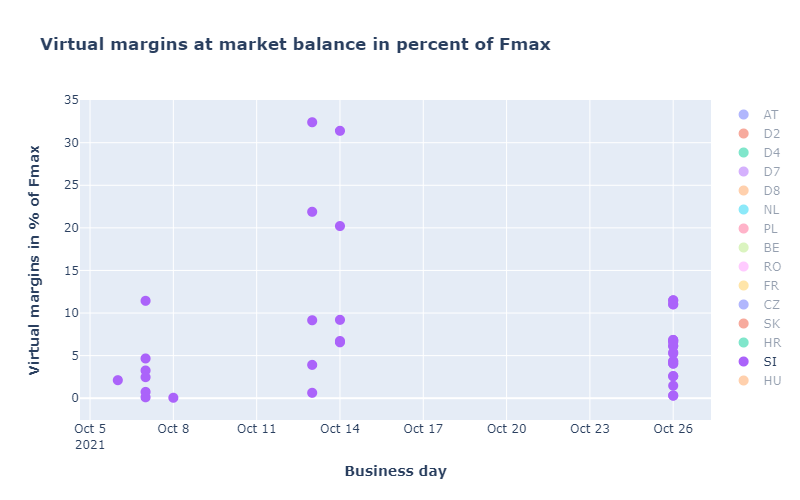 Virtual margins at market balance in percent of Fmax
Virtual margins in % of Fmax
35
30
25
20
15
10
5
0
Oct 5
2021
Oct 8
Oct 11
Oct 14
Oct 17
Oct 20
Oct 23
Oct 26
Business day
AT
D2
D4
D7
D8
NL
PL
BE
RO
FR
CZ
SK
HR
SI
HU